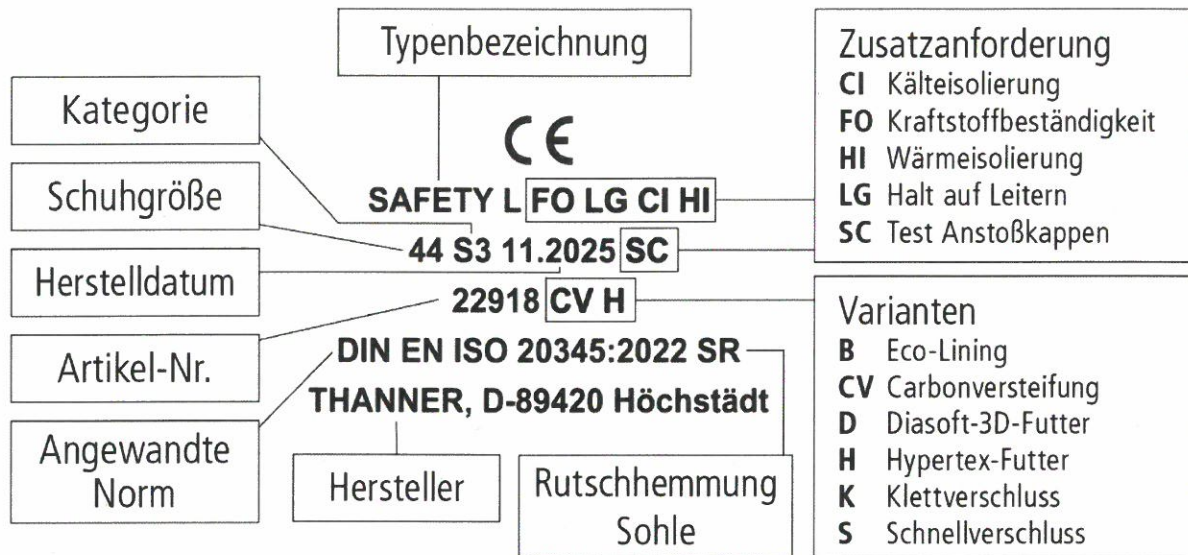 Typenbezeichnung
Kategorie
Schuhgröße
Herstelldatum
Artikel-Nr.
Angewandte
Norm
CE
SAFETY L FO LG CI HI
44 S3 11.2025 SC
22918 CV H
DIN EN ISO 20345:2022 SR
THANNER, D-89420 Höchstädt
Hersteller
Rutschhemmung
Sohle
Zusatzanforderung
CI Kälteisolierung
FO Kraftstoffbeständigkeit
HI Wärmeisolierung
LG Halt auf Leitern
SC Test Anstoßkappen
Varianten
B Eco-Lining
CV Carbonversteifung
D Diasoft-3D-Futter
H Hypertex-Futter
K Klettverschluss
S Schnellverschluss